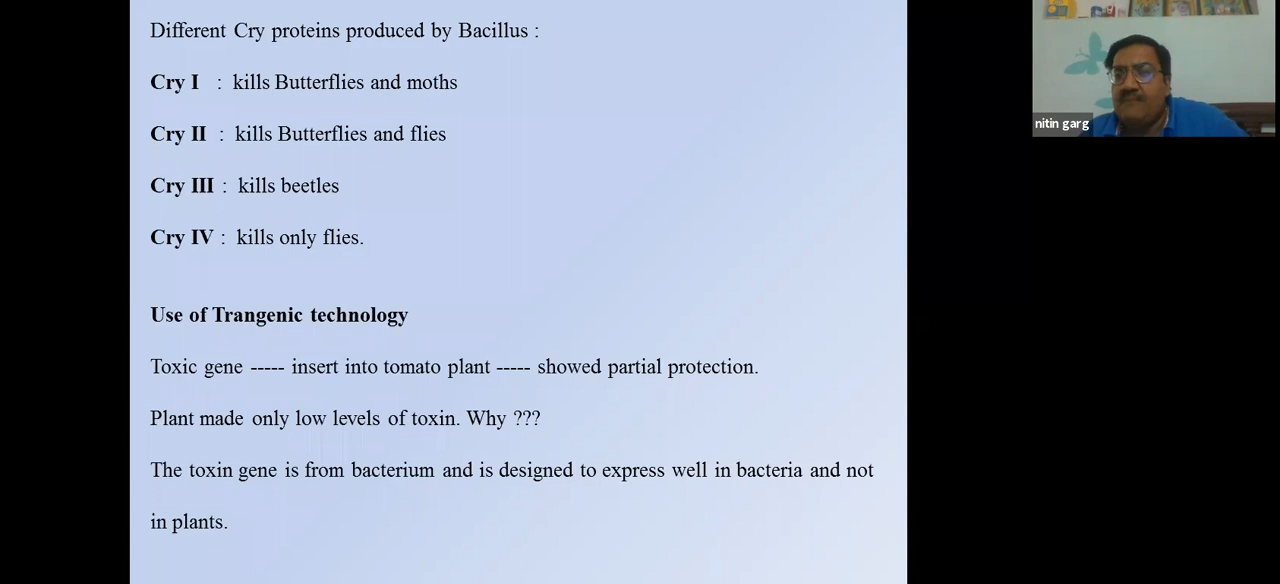 Different Cry proteins produced by Bacillus :
Cry I : kills Butterflies and moths
Cry II : kills Butterflies and flies
Cry III : kills beetles
Cry IV : kills only flies.
Use of Trangenic technology
Toxic gene ----- insert into tomato plant ----- showed partial protection.
Plant made only low levels of toxin. Why ???
The toxin gene is from bacterium and is designed to express well in bacteria and not
in plants.
nitin garg